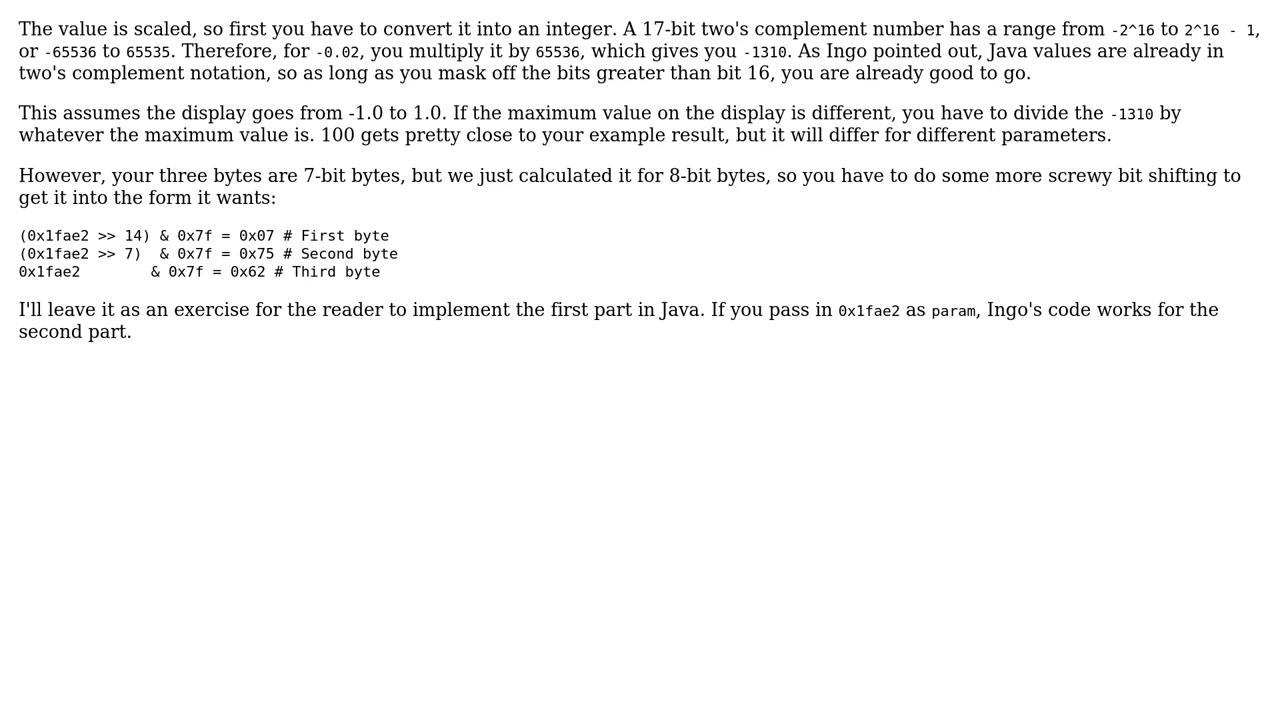 The value is scaled, so first you have to convert it into an integer. A 17-bit two's complement number has a range from -2^16 to 2^16 - 1,
or -65536 to 65535. Therefore, for -0.02, you multiply it by 65536, which gives you -1310. As Ingo pointed out, Java values are already in
two's complement notation, so as long as you mask off the bits greater than bit 16, you are already good to go.
This assumes the display goes from -1.0 to 1.0. If the maximum value on the display is different, you have to divide the -1310 by
whatever the maximum value is. 100 gets pretty close to your example result, but it will differ for different parameters.
However, your three bytes are 7-bit bytes, but we just calculated it for 8-bit bytes, so you have to do some more screwy bit shifting to
get it into the form it wants:
(0x1fae2 >> 14) & 0x7f = 0x07 # First byte
(0x1fae2 >> 7)  & 0x7f = 0x75 # Second byte
0x1fae2        & 0x7f = 0x62 # Third byte
I'll leave it as an exercise for the reader to implement the first part in Java. If you pass in 0x1fae2 as param, Ingo's code works for the
second part.